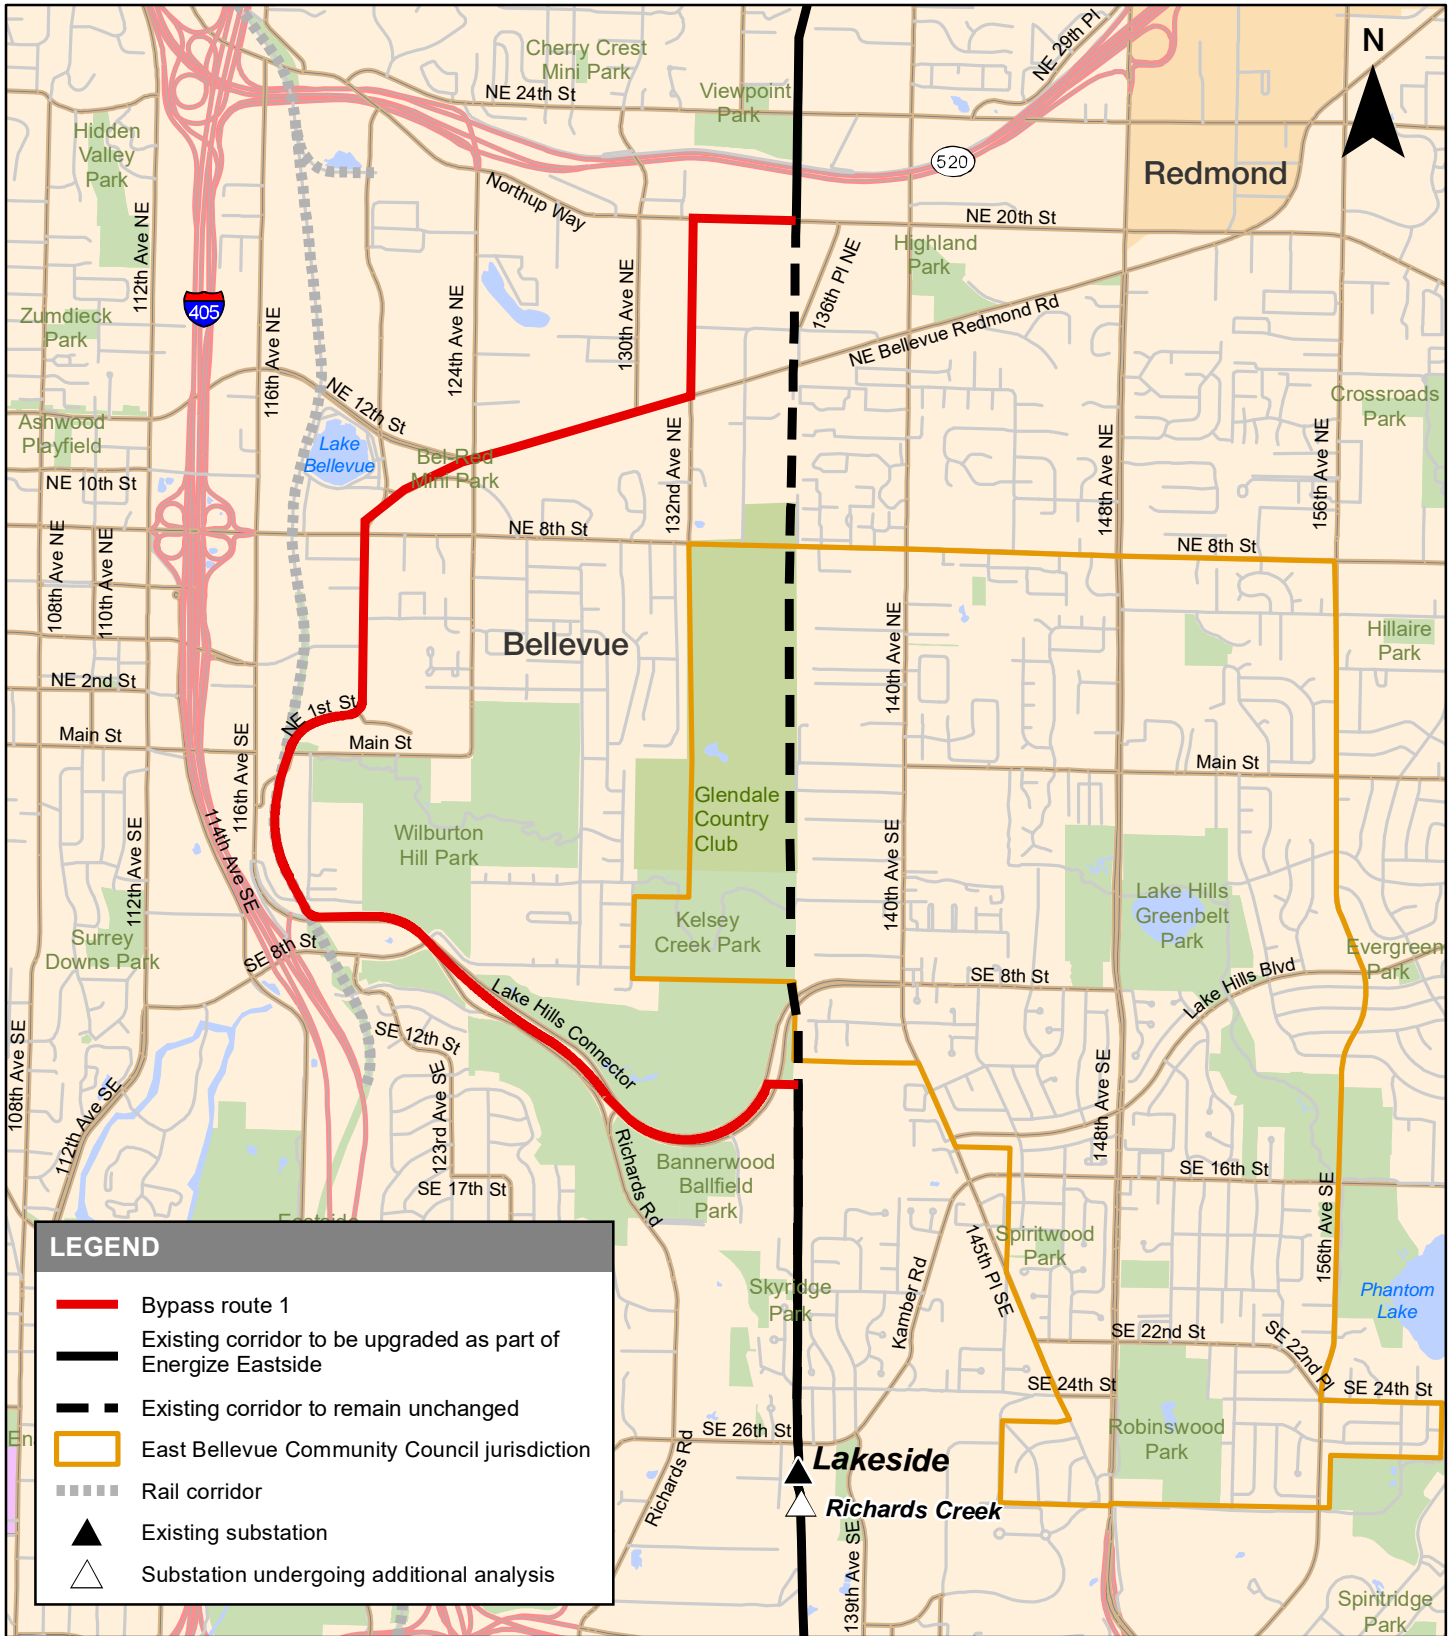 Cherry Crest
Mini Park
NE 24th St
Viewpoint
Park
NE 29th Pl
N
Hidden
Valley
Park
520
Redmond
Northup Way
NE 20th St
112th Ave NE
Highland
Park
136th Pl NE
405
Zumdieck
Park
116th Ave NE
124th Ave NE
130th Ave NE
NE Bellevue Redmond Rd
NE 12th St
Crossroads
Park
Ashwood
Playfield
Lake
Bellevue
Bel-Red
Mini Park
132nd Ave NE
148th Ave NE
156th Ave NE
NE 10th St
NE 8th St
NE 8th St
108th Ave NE
110th Ave NE
Bellevue
140th Ave NE
Hillaire
Park
NE 2nd St
NE 1st St
Main St
Main St
Main St
116th Ave SE
114th Ave SE
112th Ave SE
Wilburton
Hill Park
Glendale
Country
Club
140th Ave SE
Lake Hills
Greenbelt
Park
Kelsey
Creek Park
Surrey
Downs Park
SE 8th St
SE 8th St
Lake Hills Blvd
Evergreen
Park
Lake Hills Connector
SE 12th St
108th Ave SE
112th Ave SE
123rd Ave SE
148th Ave SE
Richards Rd
Bannerwood
Ballfield
Park
SE 17th St
SE 16th St
156th Ave SE
145th Pl SE
Spiritwood
Park
Kamber Rd
Skyridge
Park
Phantom
Lake
SE 22nd St
SE 22nd Pl
SE 24th St
SE 24th St
Robinswood
Park
SE 26th St
Richards Rd
Lakeside
Richards Creek
139th Ave SE
Spiritridge
Park
LEGEND
Bypass route 1
Existing corridor to be upgraded as part of
Energize Eastside
Existing corridor to remain unchanged
East Bellevue Community Council jurisdiction
Rail corridor
Existing substation
Substation undergoing additional analysis